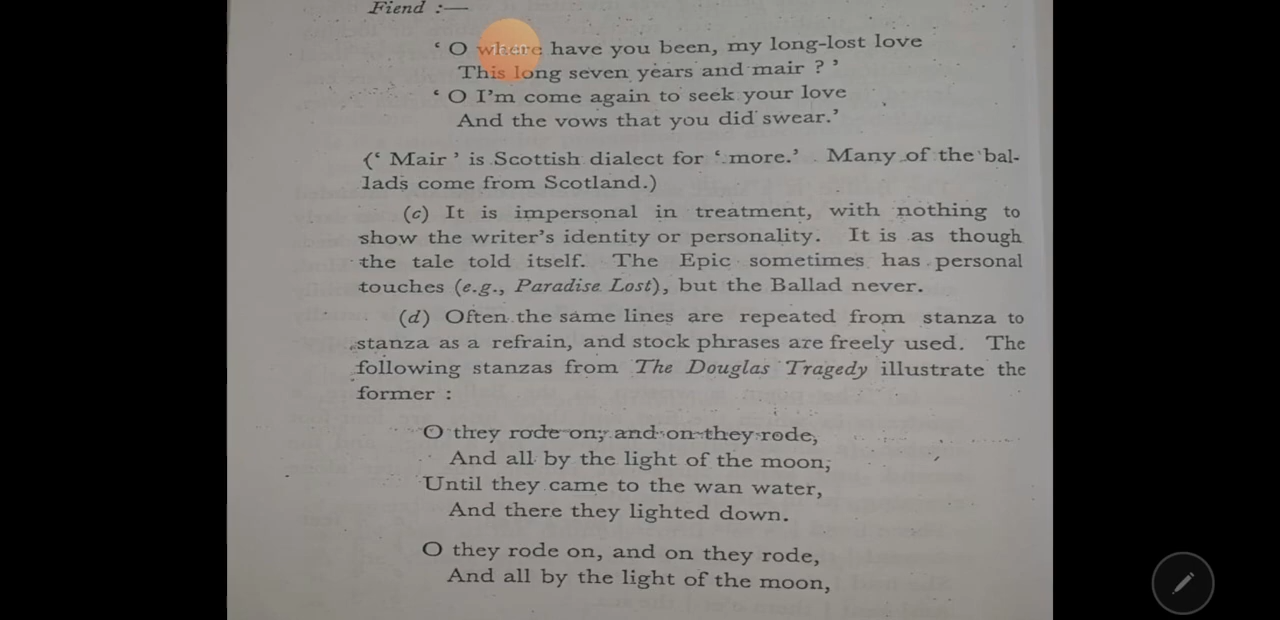 Fiend :—
‘ O where have you been, my long-lost love
This long seven years and mair ? ’
‘ O I’m come again to seek your love
And the vows that you did swear.’
(‘ Mair ’ is Scottish dialect for ‘ more.’ Many of the bal-
lads come from Scotland.)
(c) It is impersonal in treatment, with nothing to
show the writer’s identity or personality. It is as though
the tale told itself. The Epic sometimes has personal
touches (e.g., Paradise Lost), but the Ballad never.
(d) Often the same lines are repeated from stanza to
stanza as a refrain, and stock phrases are freely used. The
following stanzas from The Douglas Tragedy illustrate the
former :
O they rode on, and on they rode,
And all by the light of the moon,
Until they came to the wan water,
And there they lighted down.
O they rode on, and on they rode,
And all by the light of the moon,